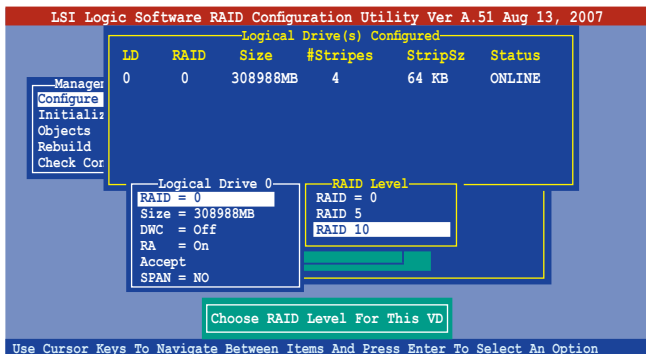 LSI Logic Software RAID Configuration Utility Ver A.51 Aug 13, 2007
Logical Drive(s) Configured
LD RAID Size #Stripes StripSz Status
0 0 308988MB 4 64 KB ONLINE
Managem
Configure
Initializ
Objects
Rebuild
Check Con
Logical Drive 0
RAID = 0
Size = 308988MB
DWC = Off
RA = On
Accept
SPAN = NO
RAID Level
RAID = 0
RAID 5
RAID 10
Choose RAID Level For This VD
Use Cursor Keys To Navigate Between Items And Press Enter To Select An Option